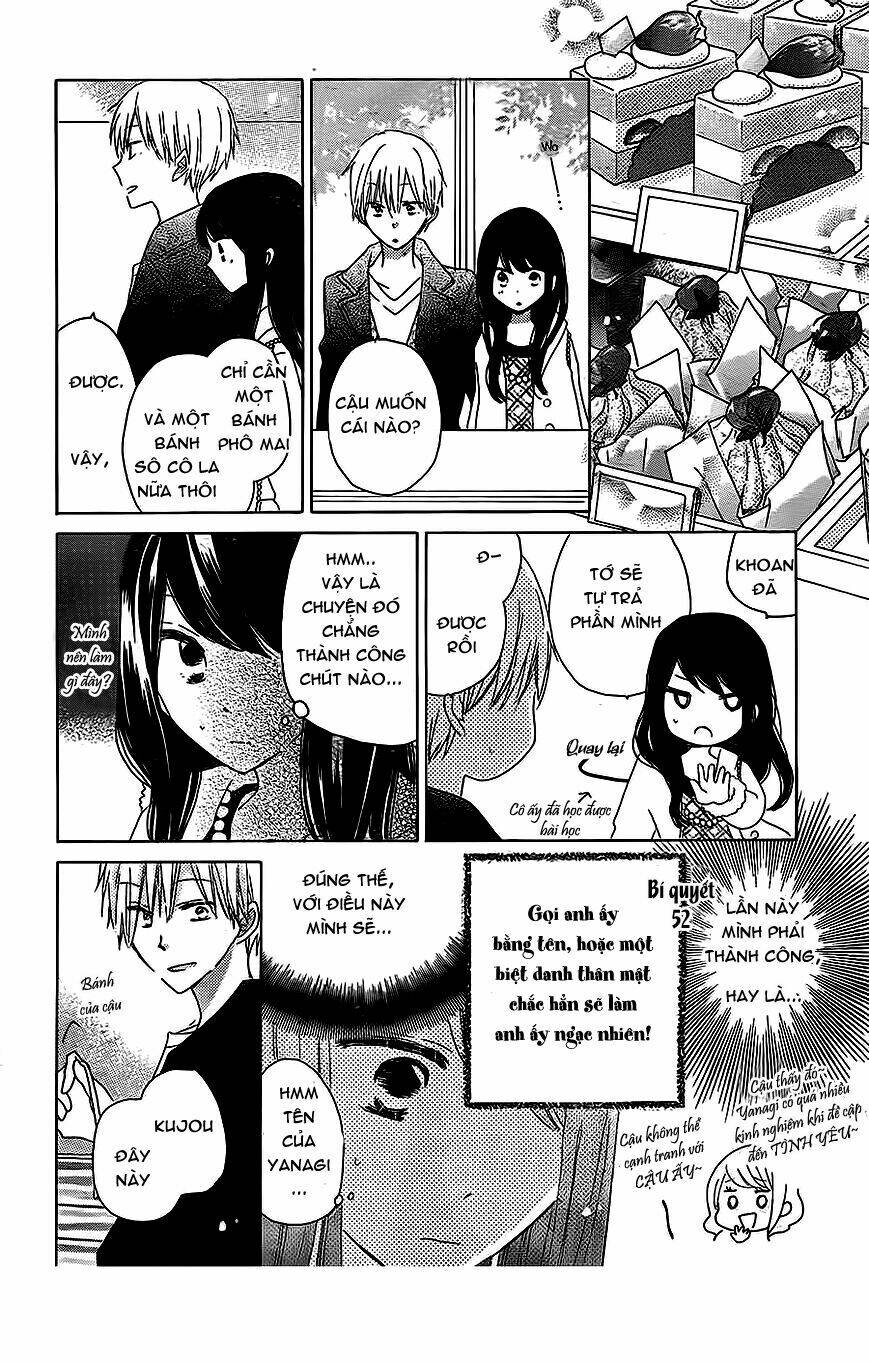 Wa
CẬU MUỐN
CÁI NÀO?
CHỈ CẦN
MỘT
BÁNH
PHÔ MAI
VÀ MỘT
BÁNH
SÔ CÔ LA
NỮA THÔI
ĐƯỢC.
VẬY,
KHOAN
ĐÃ
TỚ SẼ
TỰ TRẢ
PHẦN MÌNH
Đ-
ĐƯỢC
RỒI
Quay lại
Cô ấy đã học được
bài học
HMM..
VẬY LÀ
CHUYỆN ĐÓ
CHẲNG
THÀNH CÔNG
CHÚT NÀO...
Mình
nên làm
gì đây?
LẦN NÀY
MÌNH PHẢI
THÀNH CÔNG,
HAY LÀ...
Cậu thấy đó
Yanagi có quá nhiều
kinh nghiệm khi đề cập
đến TÌNH YÊU~
Cậu không thể
cạnh tranh với
CẬU ẤY~
Bí quyết
52
Gọi anh ấy
bằng tên, hoặc một
biệt danh thân mật
chắc hẳn sẽ làm
anh ấy ngạc nhiên!
ĐÚNG THẾ,
VỚI ĐIỀU NÀY
MÌNH SẼ...
HMM
TÊN
CỦA
YANAGI
...
Bánh
của cậu
KUJOU
ĐÂY
NÀY